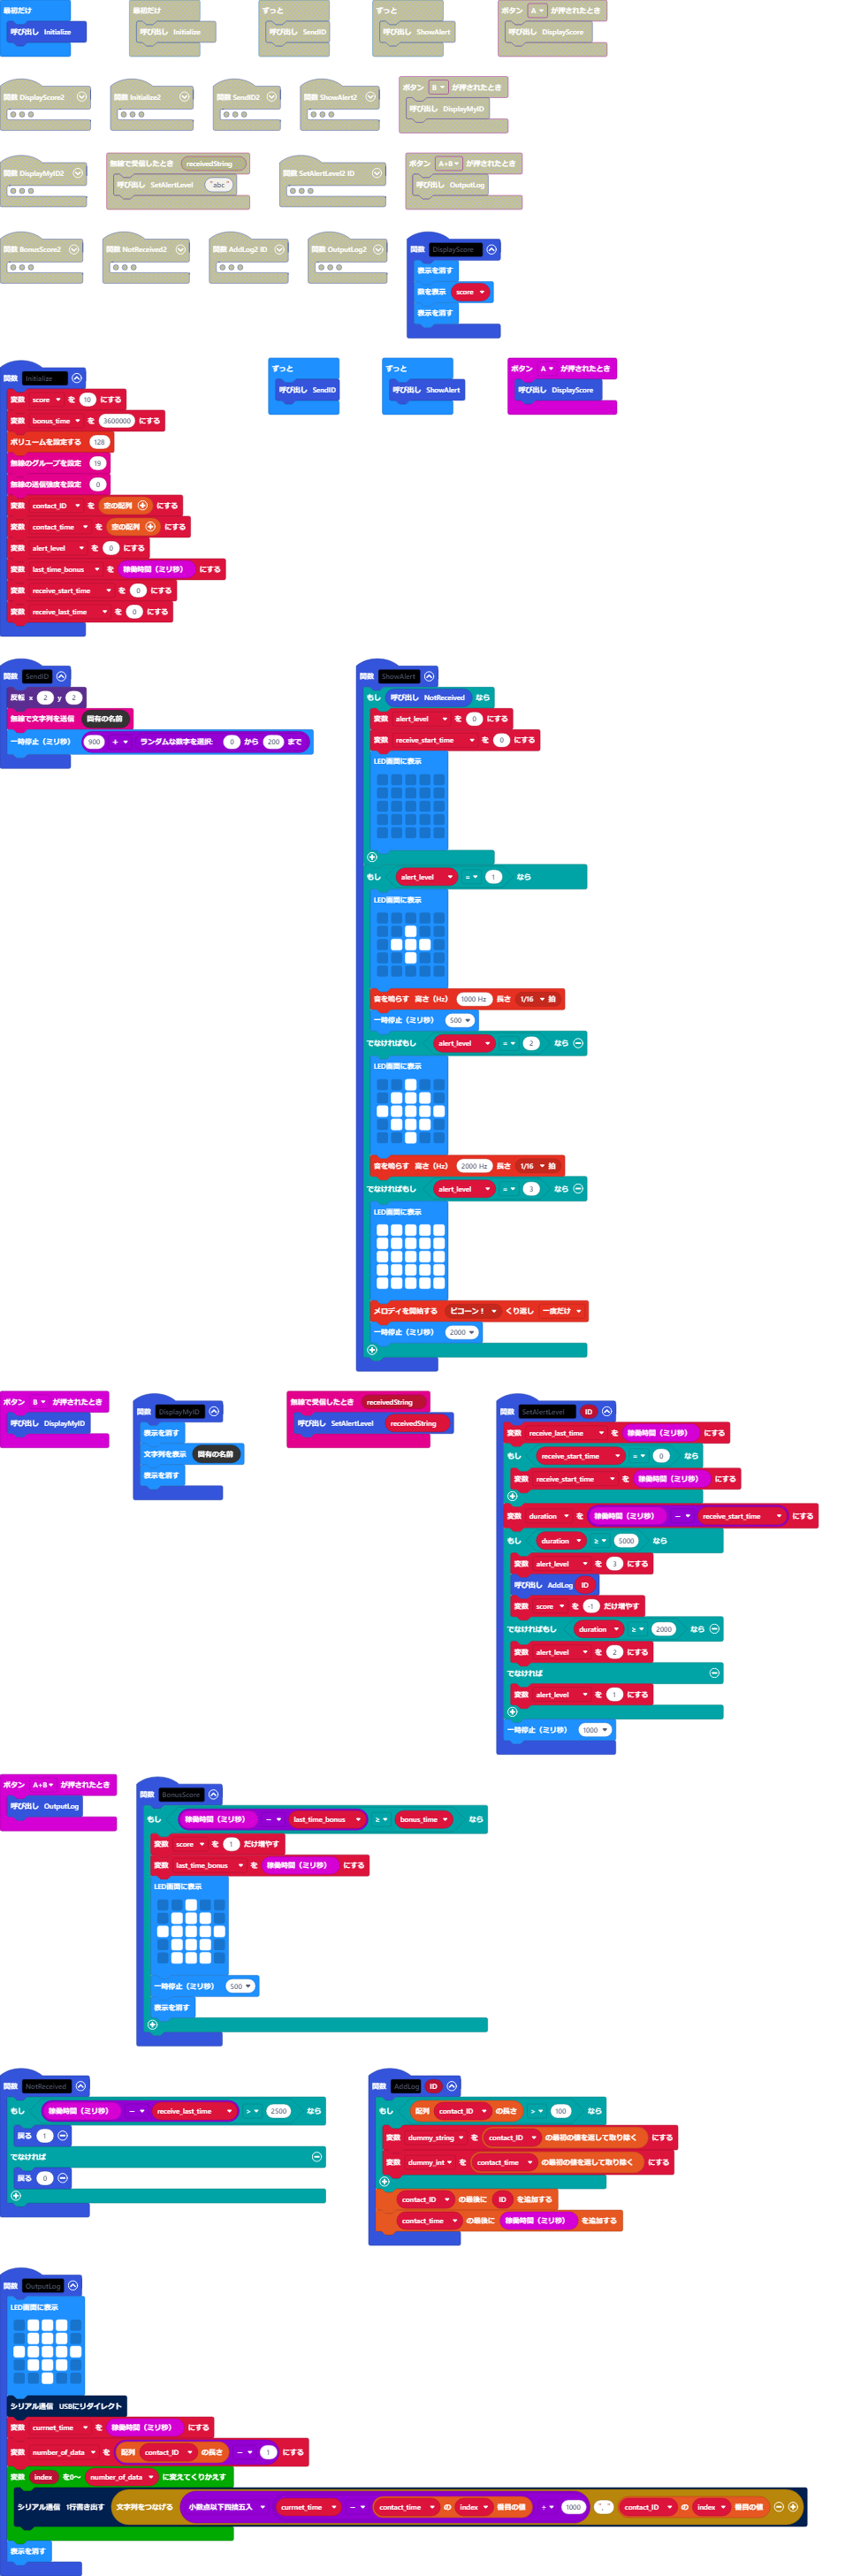 最初だけ
呼び出し Initialize
最初だけ
呼び出し Initialize
ずっと
呼び出し SendID
ずっと
呼び出し ShowAlert
ボタン A が押されたとき
呼び出し DisplayScore
関数 DisplayScore2
関数 Initialize2
関数 SendID2
関数 ShowAlert2
ボタン B が押されたとき
呼び出し DisplayMyID
関数 DisplayMyID2
無線で受信したとき receivedString
呼び出し SetAlertLevel "abc"
関数 SetAlertLevel2 ID
ボタン A+B が押されたとき
呼び出し OutputLog
関数 BonusScore2
関数 NotReceived2
関数 AddLog2 ID
関数 OutputLog2
関数 DisplayScore
表示を消す
数を表示 score
表示を消す
関数 Initialize
変数 score を 10 にする
変数 bonus_time を 3600000 にする
ボリュームを設定する 128
無線のグループを設定 19
無線の送信強度を設定 0
変数 contact_ID を 空の配列 にする
変数 contact_time を 空の配列 にする
変数 alert_level を 0 にする
変数 last_time_bonus を 稼働時間（ミリ秒） にする
変数 receive_start_time を 0 にする
変数 receive_last_time を 0 にする
ずっと
呼び出し SendID
ずっと
呼び出し ShowAlert
ボタン A が押されたとき
呼び出し DisplayScore
関数 SendID
反転 x 2 y 2
無線で文字列を送信 固有の名前
一時停止（ミリ秒） 900 + ランダムな数字を選択: 0 から 200 まで
関数 ShowAlert
もし 呼び出し NotReceived なら
変数 alert_level を 0 にする
変数 receive_start_time を 0 にする
LED画面に表示
もし alert_level = 1 なら
LED画面に表示
音を鳴らす 高さ（Hz） 1000 Hz 長さ 1/16 拍
一時停止（ミリ秒） 500
でなければもし alert_level = 2 なら
LED画面に表示
音を鳴らす 高さ（Hz） 2000 Hz 長さ 1/16 拍
でなければもし alert_level = 3 なら
LED画面に表示
メロディを開始する ピコーン！ くり返し 一度だけ
一時停止（ミリ秒） 2000
ボタン B が押されたとき
呼び出し DisplayMyID
関数 DisplayMyID
表示を消す
文字列を表示 固有の名前
表示を消す
無線で受信したとき receivedString
呼び出し SetAlertLevel receivedString
関数 SetAlertLevel ID
変数 receive_last_time を 稼働時間（ミリ秒） にする
もし receive_start_time = 0 なら
変数 receive_start_time を 稼働時間（ミリ秒） にする
変数 duration を 稼働時間（ミリ秒） - receive_start_time にする
もし duration ≥ 5000 なら
変数 alert_level を 3 にする
呼び出し AddLog ID
変数 score を -1 だけ増やす
でなければもし duration ≥ 2000 なら
変数 alert_level を 2 にする
でなければ
変数 alert_level を 1 にする
一時停止（ミリ秒） 1000
ボタン A+B が押されたとき
呼び出し OutputLog
関数 BonusScore
もし 稼働時間（ミリ秒） - last_time_bonus ≥ bonus_time なら
変数 score を 1 だけ増やす
変数 last_time_bonus を 稼働時間（ミリ秒） にする
LED画面に表示
一時停止（ミリ秒） 500
表示を消す
関数 NotReceived
もし 稼働時間（ミリ秒） - receive_last_time > 2500 なら
戻る 1
でなければ
戻る 0
関数 AddLog ID
もし 配列 contact_ID の長さ > 100 なら
変数 dummy_string を contact_ID の最初の値を返して取り除く にする
変数 dummy_int を contact_time の最初の値を返して取り除く にする
contact_ID の最後に ID を追加する
contact_time の最後に 稼働時間（ミリ秒） を追加する
関数 OutputLog
LED画面に表示
シリアル通信 USBにリダイレクト
変数 currnet_time を 稼働時間（ミリ秒） にする
変数 number_of_data を 配列 contact_ID の長さ - 1 にする
変数 index を0～ number_of_data に変えてくりかえす
シリアル通信 1行書き出す 文字列をつなげる 小数点以下四捨五入 currnet_time - contact_time の index 番目の値 ÷ 1000 "," contact_ID の index 番目の値
表示を消す